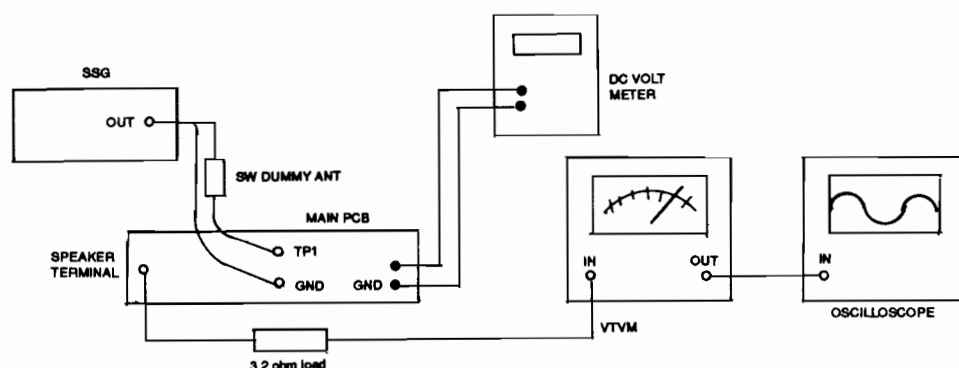 SSG
OUT
DC VOLT
METER
SW DUMMY ANT
MAIN PCB
SPEAKER
TERMINAL
TP1
GND
GND
IN
OUT
IN
VTVM
OSCILLOSCOPE
3.2 ohm load